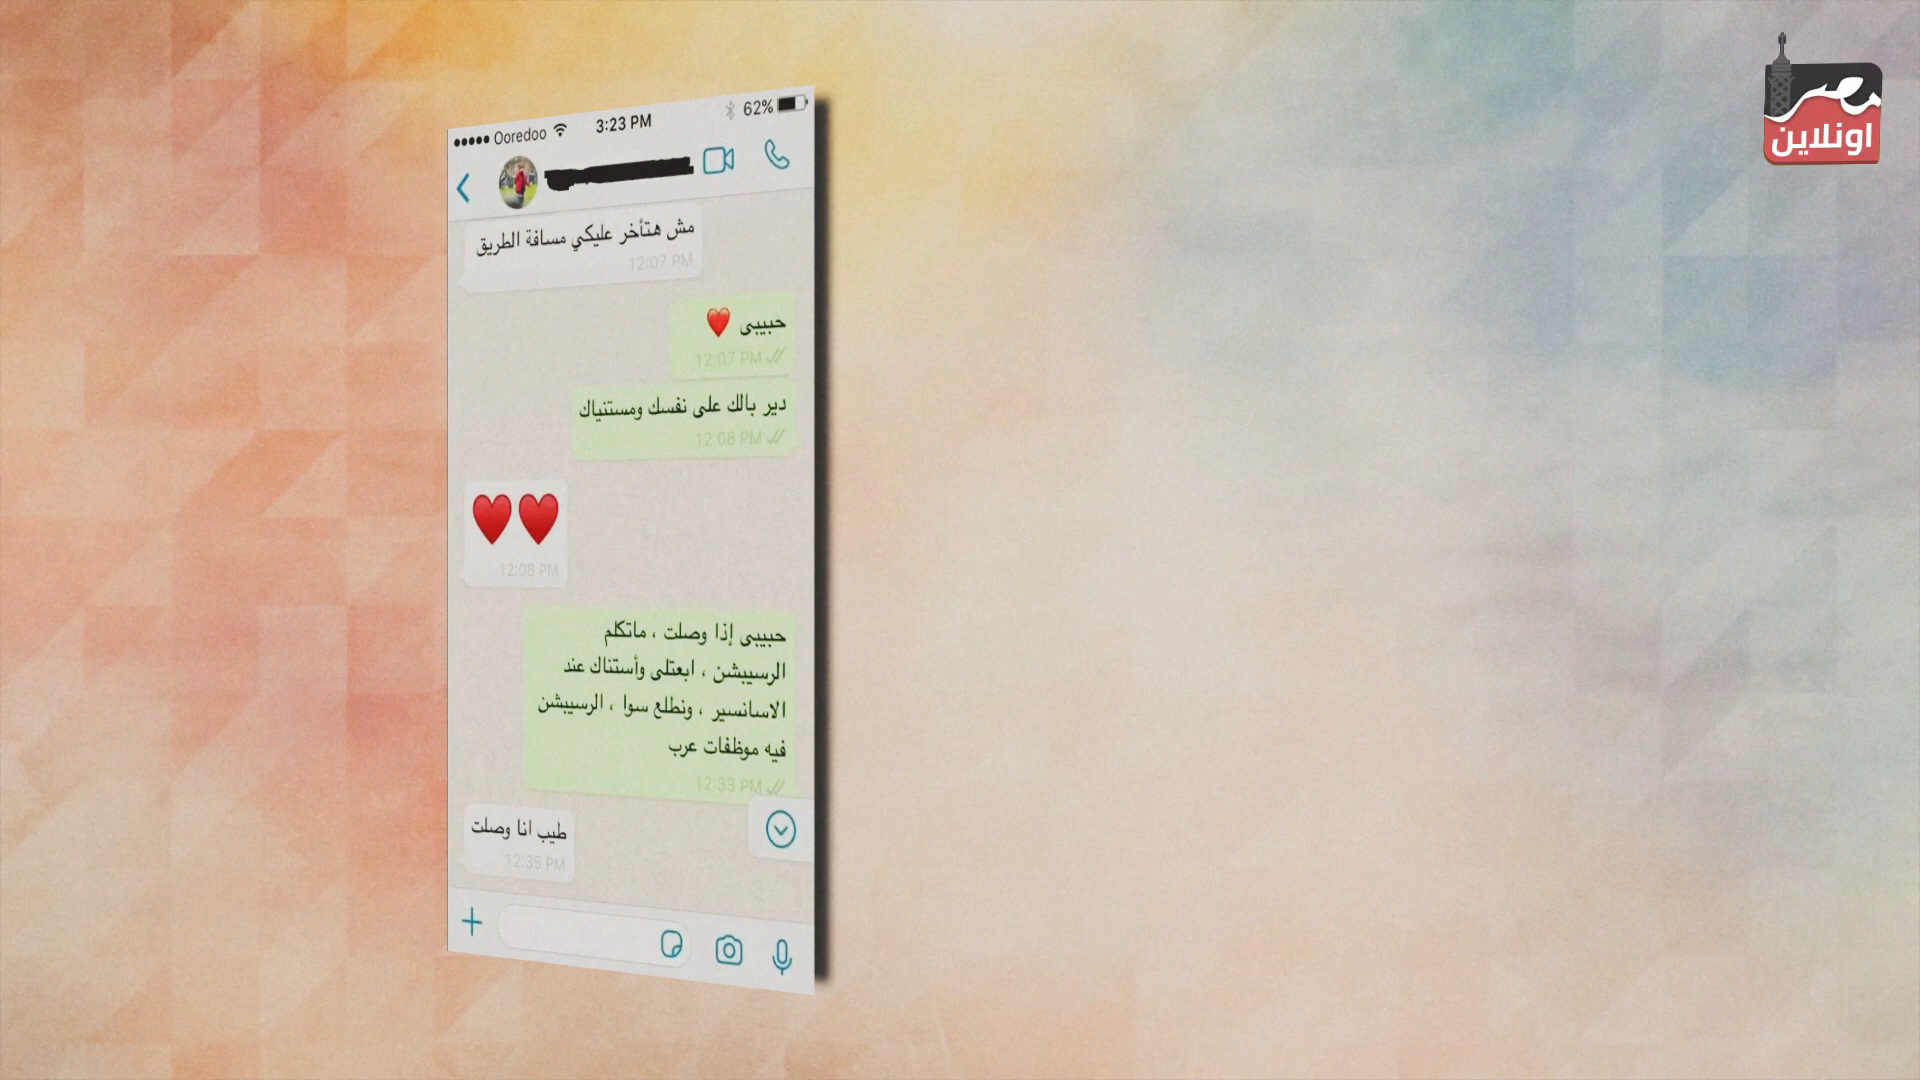 Ooredoo
3:23 PM
62%
مش هتأخر عليكي مسافة الطريق
12:07 PM
حبيبى ❤️
12:07 PM
دير بالك على نفسك ومستنياك
12:08 PM
♥️♥️
12:08 PM
حبيبى إذا وصلت ، ماتكلم
الرسيبشن ، ابعتلى وأستناك عند
الاسانسير ، ونطلع سوا ، الرسيبشن
فيه موظفات عرب
12:33 PM
طيب انا وصلت
12:35 PM
مصر
اونلاين